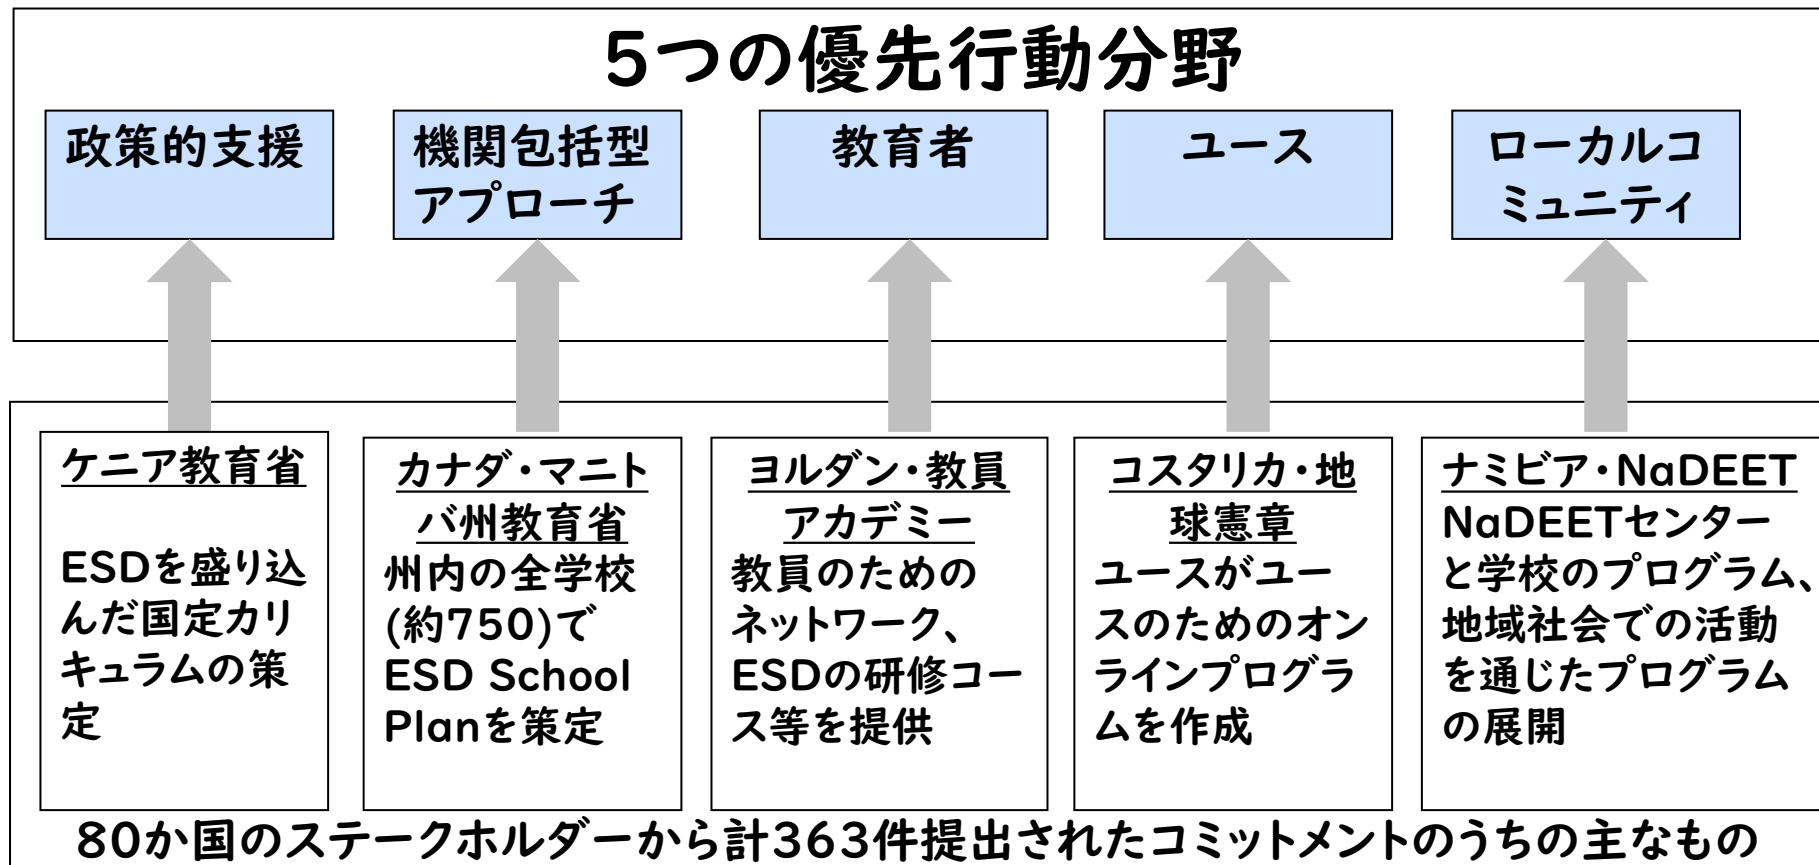 5つの優先行動分野
政策的支援
機関包括型
アプローチ
教育者
ユース
ローカルコ
ミュニティ
ケニア教育省
ESDを盛り込
んだ国定カリ
キュラムの策
定
カナダ・マニト
バ州教育省
州内の全学校
(約750)で
ESD School
Planを策定
ヨルダン・教員
アカデミー
教員のための
ネットワーク、
ESDの研修コー
ス等を提供
コスタリカ・地
球憲章
ユースがユー
スのためのオン
ラインプログラ
ムを作成
ナミビア・NaDEET
NaDEETセンター
と学校のプログラム、
地域社会での活動
を通じたプログラム
の展開
80か国のステークホルダーから計363件提出されたコミットメントのうちの主なもの